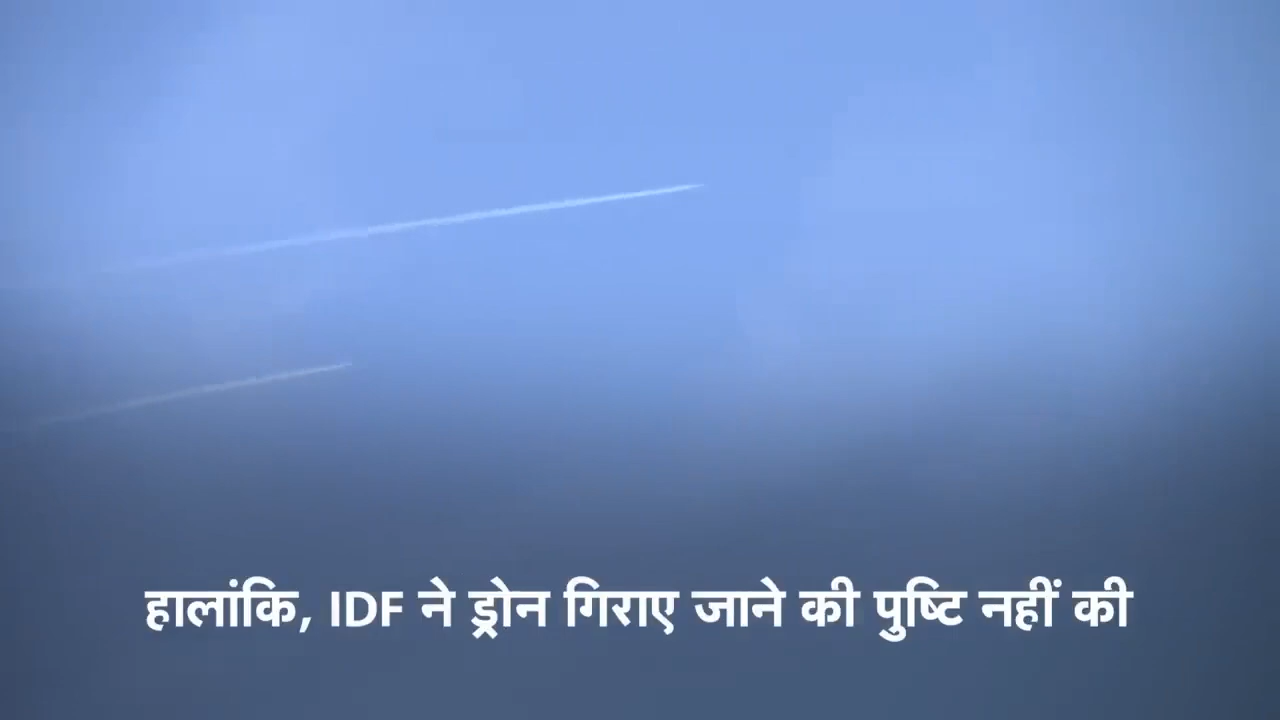 हालांकि, IDF ने ड्रोन गिराए जाने की पुष्टि नहीं की